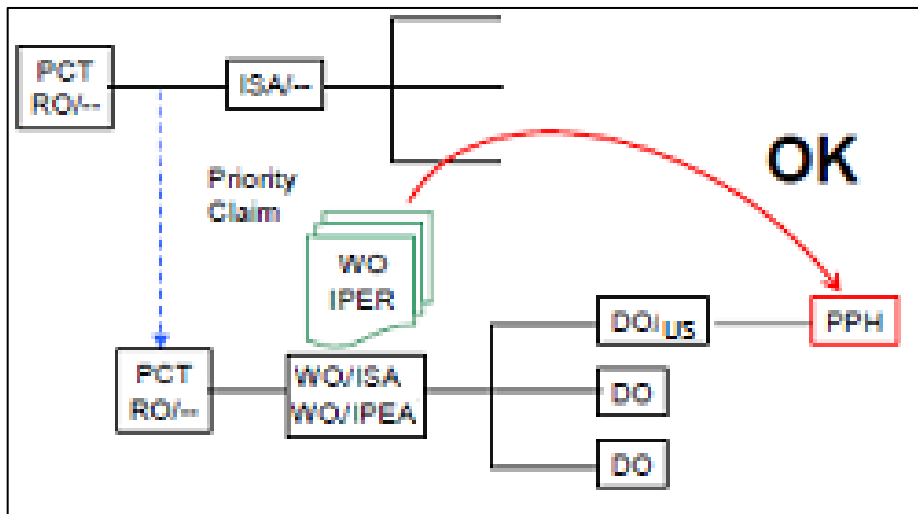 PCT
RO/--
ISA/--
OK
Priority
Claim
WO
IPER
DO/US
PPH
PCT
RO/--
WO/ISA
WO/IPEA
DO
DO